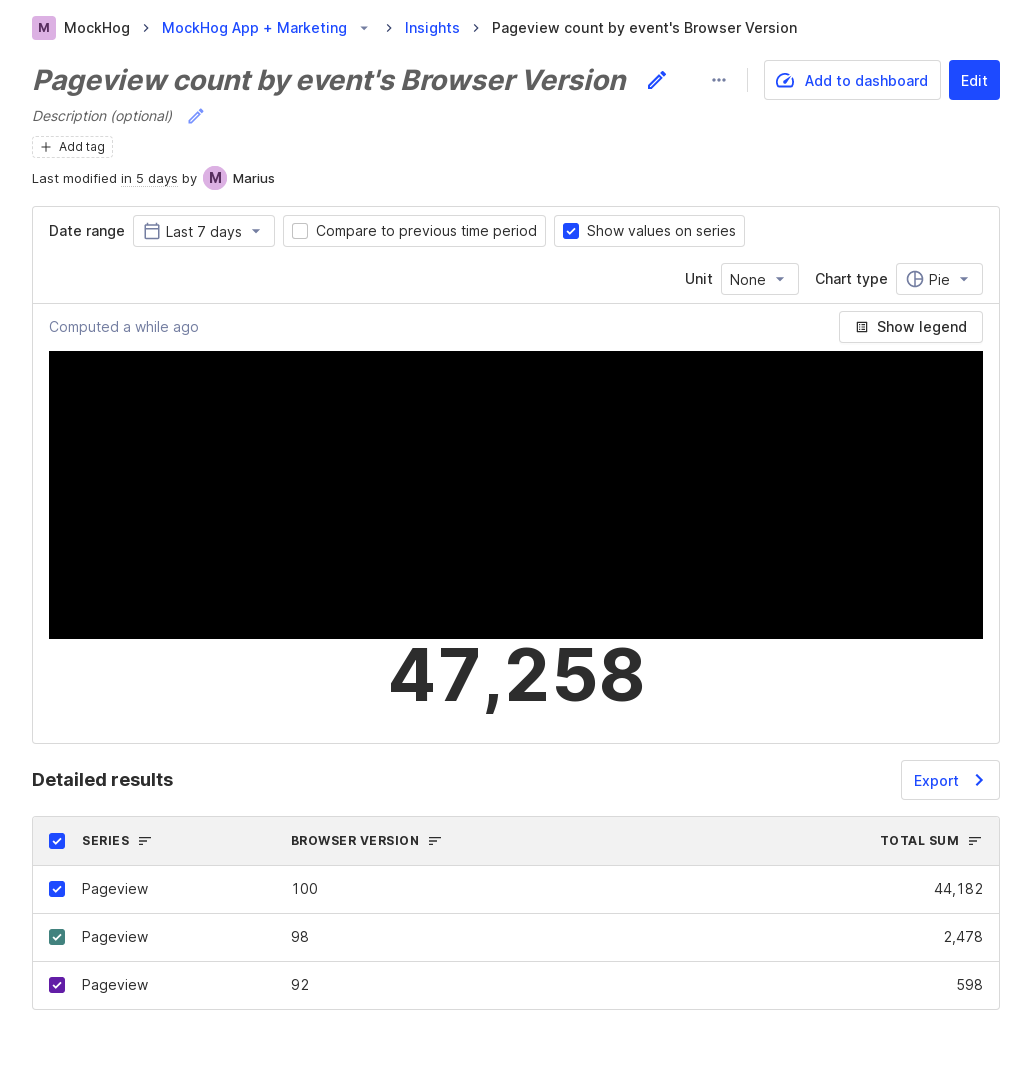 M MockHog MockHog App + Marketing Insights Pageview count by event's Browser Version
Pageview count by event's Browser Version
Add to dashboard
Edit
Description (optional)
Add tag
Last modified in 5 days by M Marius
Date range Last 7 days Compare to previous time period Show values on series
Unit None Chart type Pie
Computed a while ago
Show legend
47,258
Detailed results
Export
SERIES BROWSER VERSION TOTAL SUM
Pageview 100 44,182
Pageview 98 2,478
Pageview 92 598